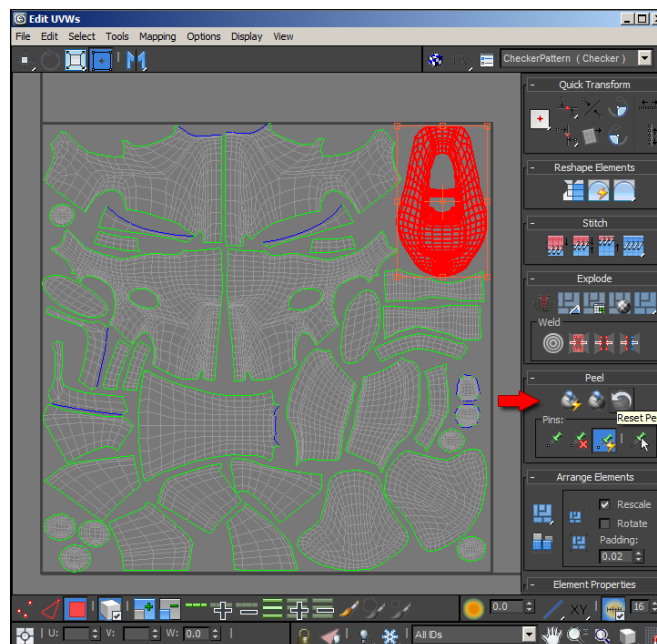 Edit UVWs
File Edit Select Tools Mapping Options Display View
UV CheckerPattern ( Checker )
Quick Transform
Reshape Elements
Stitch
Explode
Weld
Peel
Reset Pe
Pins:
Arrange Elements
Rescale
Rotate
Padding:
0.02
Element Properties
0.0 XY 16
U: V: W: 0.0 All IDs